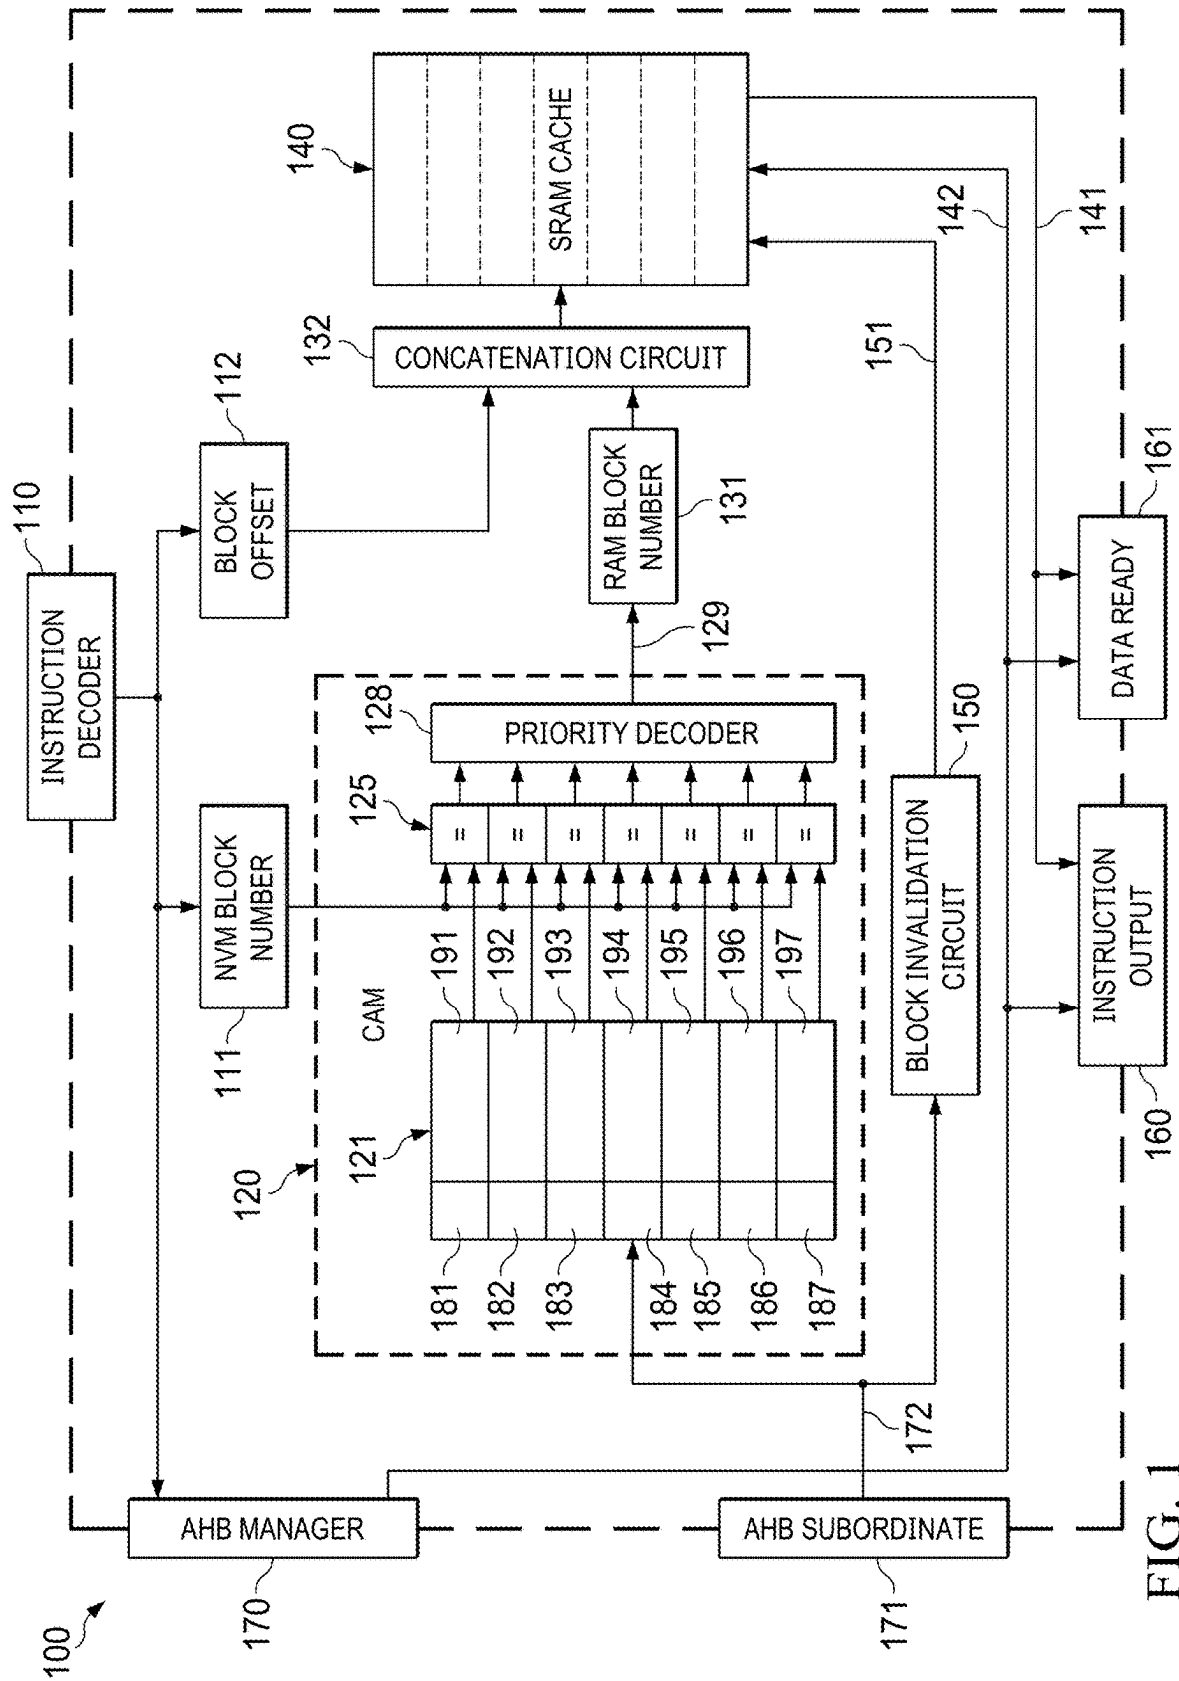 100
INSTRUCTION
DECODER
110
NVM BLOCK
NUMBER
111
BLOCK
OFFSET
112
AHB MANAGER
170
AHB SUBORDINATE
171
172
120
CAM
121
181
182
183
184
185
186
187
191
192
193
194
195
196
197
125
=
=
=
=
=
=
=
128
PRIORITY DECODER
129
RAM BLOCK
NUMBER
131
132
CONCATENATION CIRCUIT
140
SRAM CACHE
BLOCK INVALIDATION
CIRCUIT
150
151
142
141
INSTRUCTION
OUTPUT
160
DATA READY
161
FIG. 1